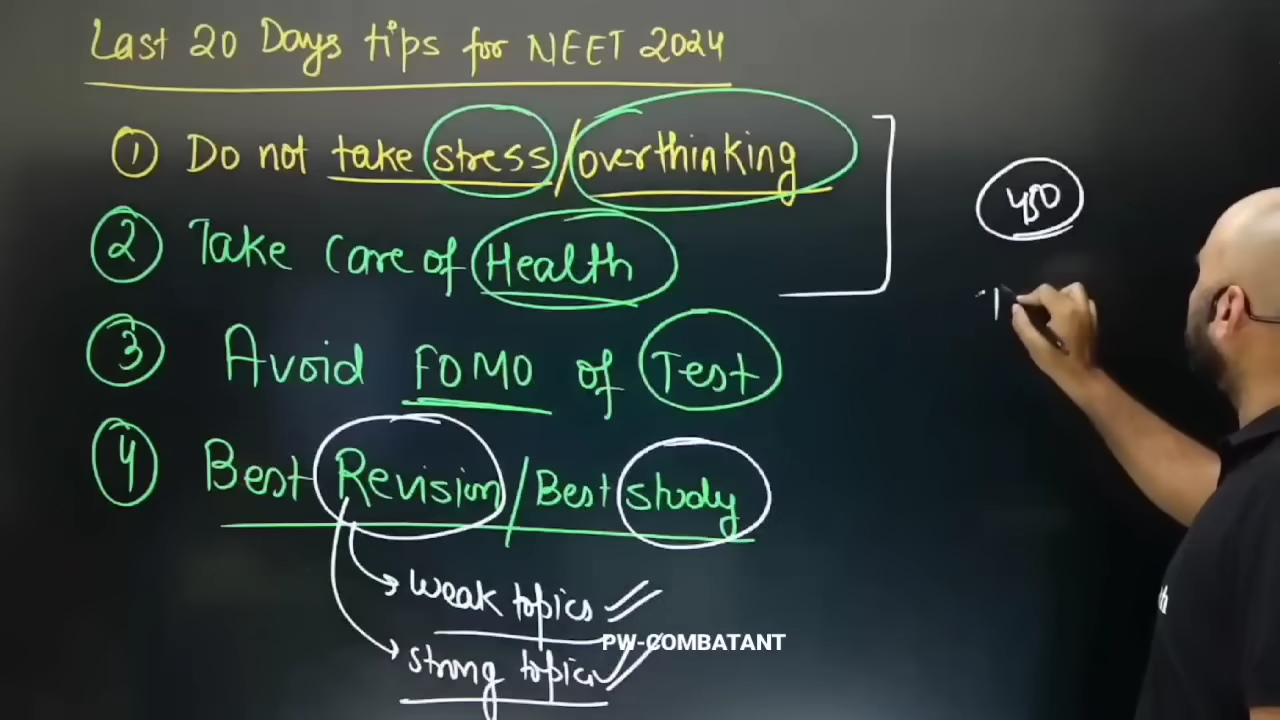 Last 20 Days tips for NEET 2024
① Do not take stress/overthinking
② Take care of Health
③ Avoid FOMO of Test
④ Best Revision/Best study
450
weak topics
strong topics
PW-COMBATANT